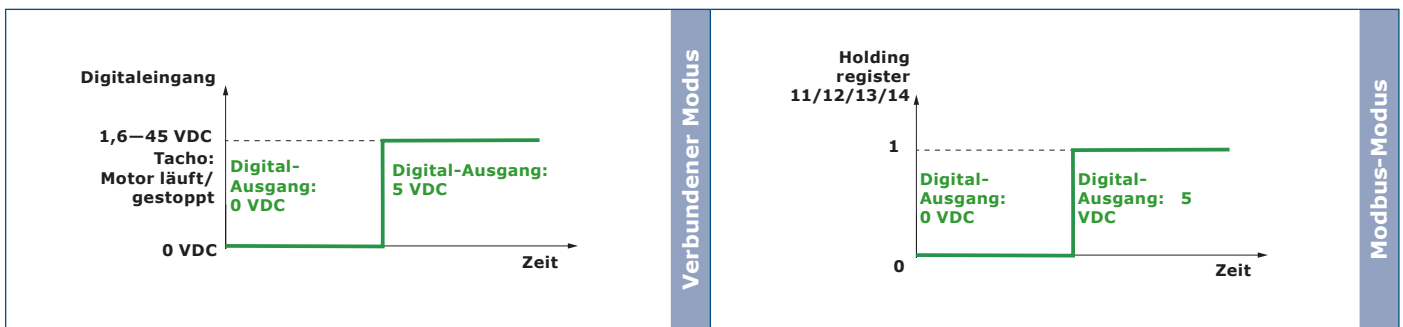 Digitaleingang
1,6—45 VDC
Tacho:
Motor läuft/
gestoppt
0 VDC
Digital-
Ausgang:
0 VDC
Digital-Ausgang:
5 VDC
Zeit
Verbundener Modus
Holding
register
11/12/13/14
1
0
Digital-
Ausgang:
0 VDC
Digital-
Ausgang: 5
VDC
Zeit
Modbus-Modus